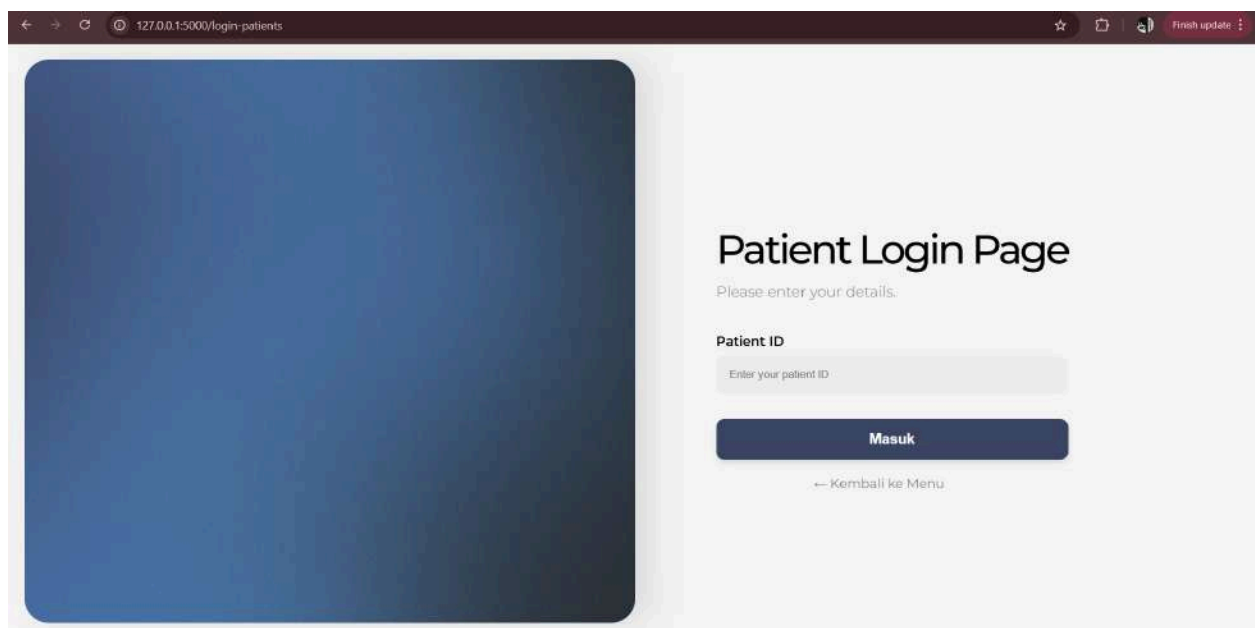 127.0.0.1:5000/login-patients
Finish update
Patient Login Page
Please enter your details.
Patient ID
Enter your patient ID
Masuk
← Kembali ke Menu